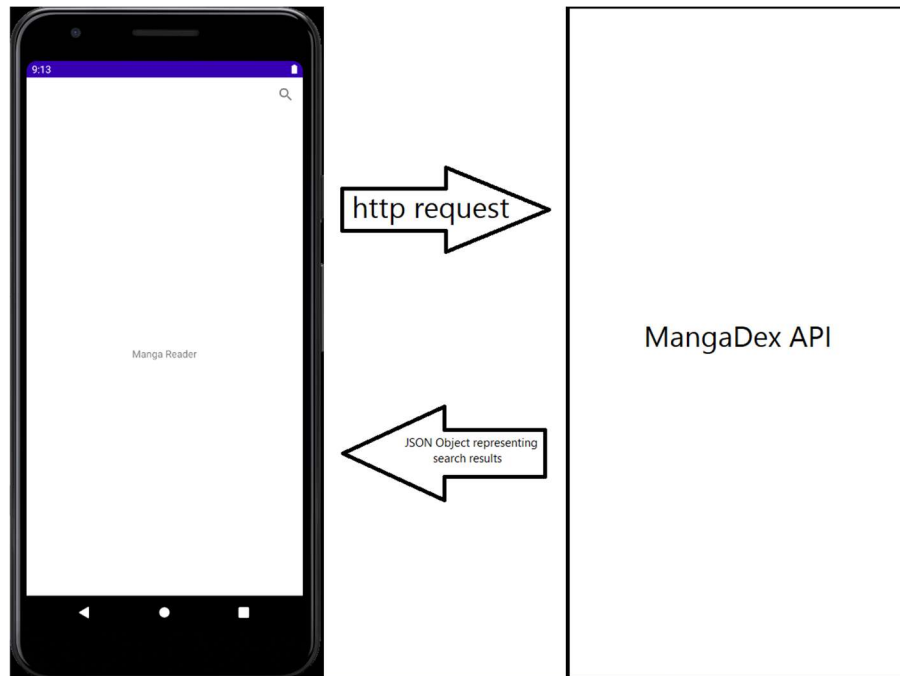 9:13
Manga Reader
http request
JSON Object representing
search results
MangaDex API